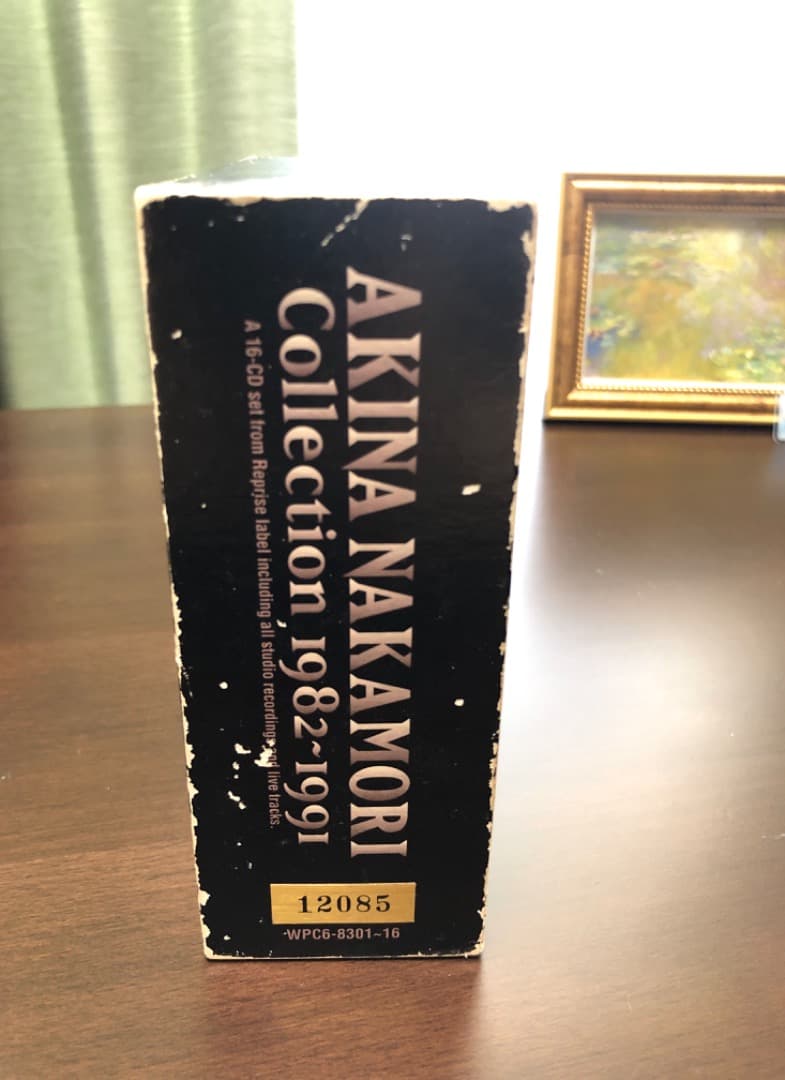 AKINA NAKAMORI
Collection 1982~1991
A 16-CD set from Reprise label including all studio recordings and live tracks.
12085
WPC6-8301~16